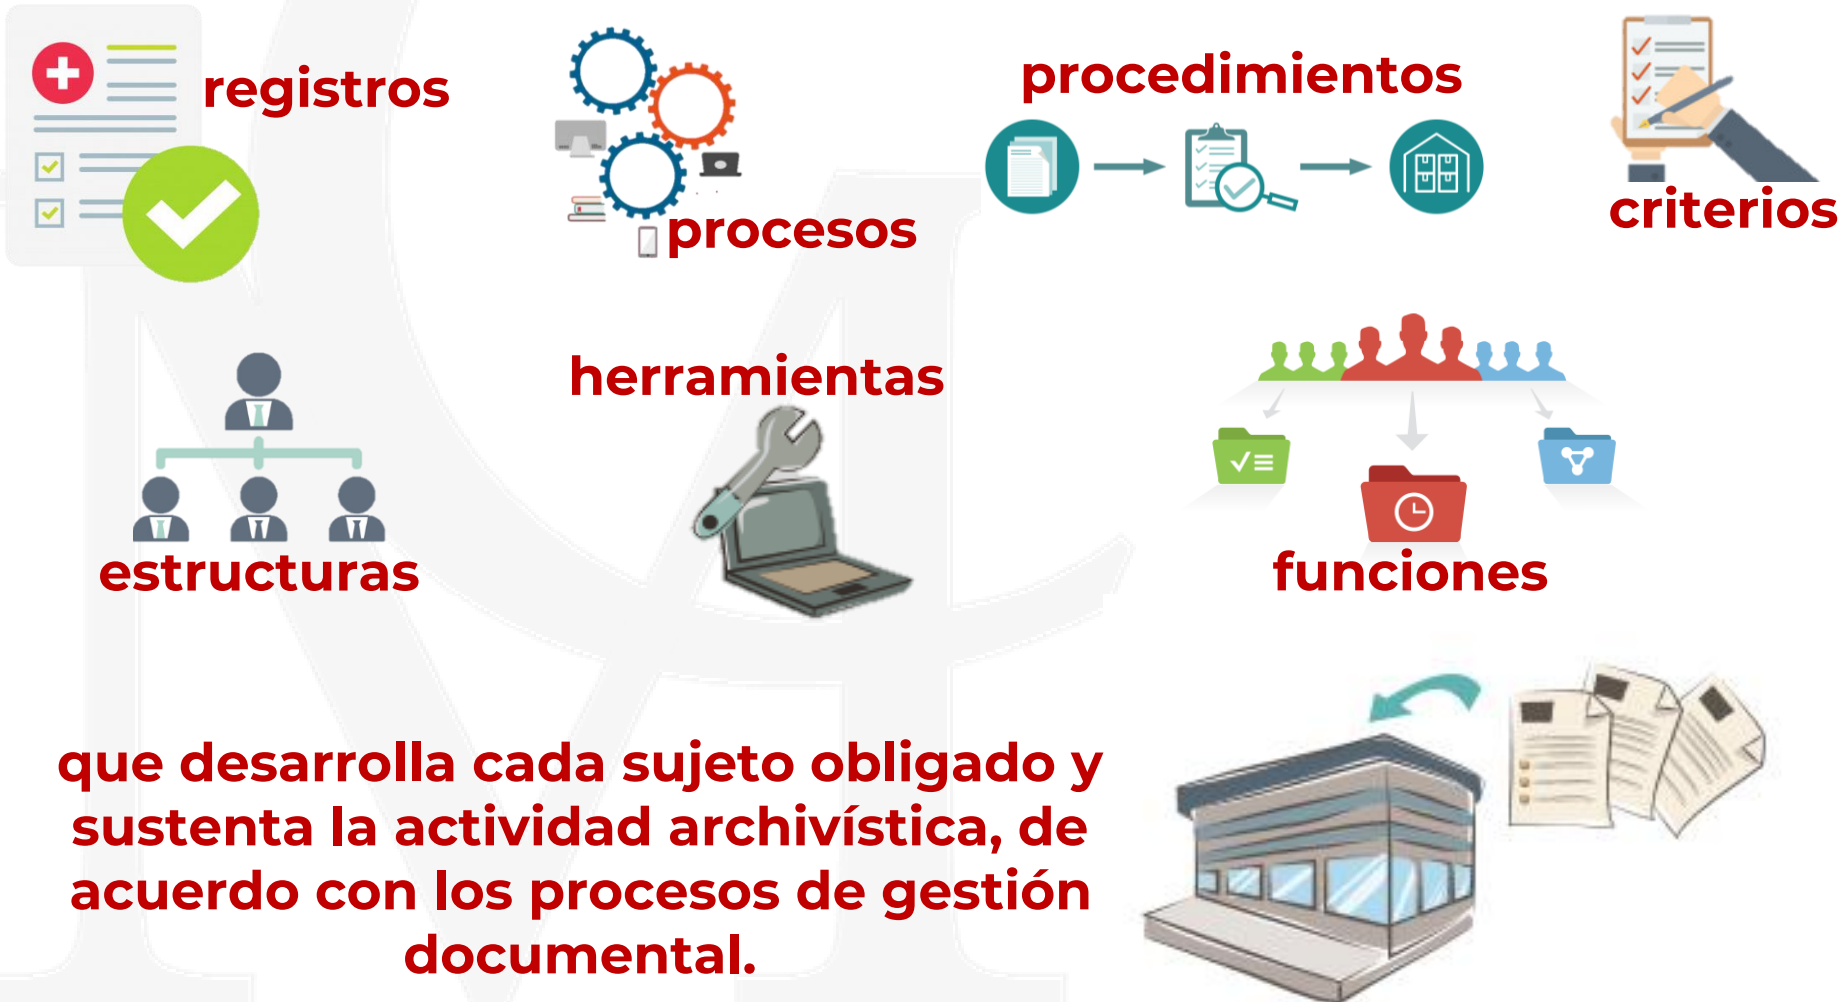 registros
procesos
procedimientos
criterios
estructuras
herramientas
funciones
que desarrolla cada sujeto obligado y
sustenta la actividad archivística, de
acuerdo con los procesos de gestión
documental.